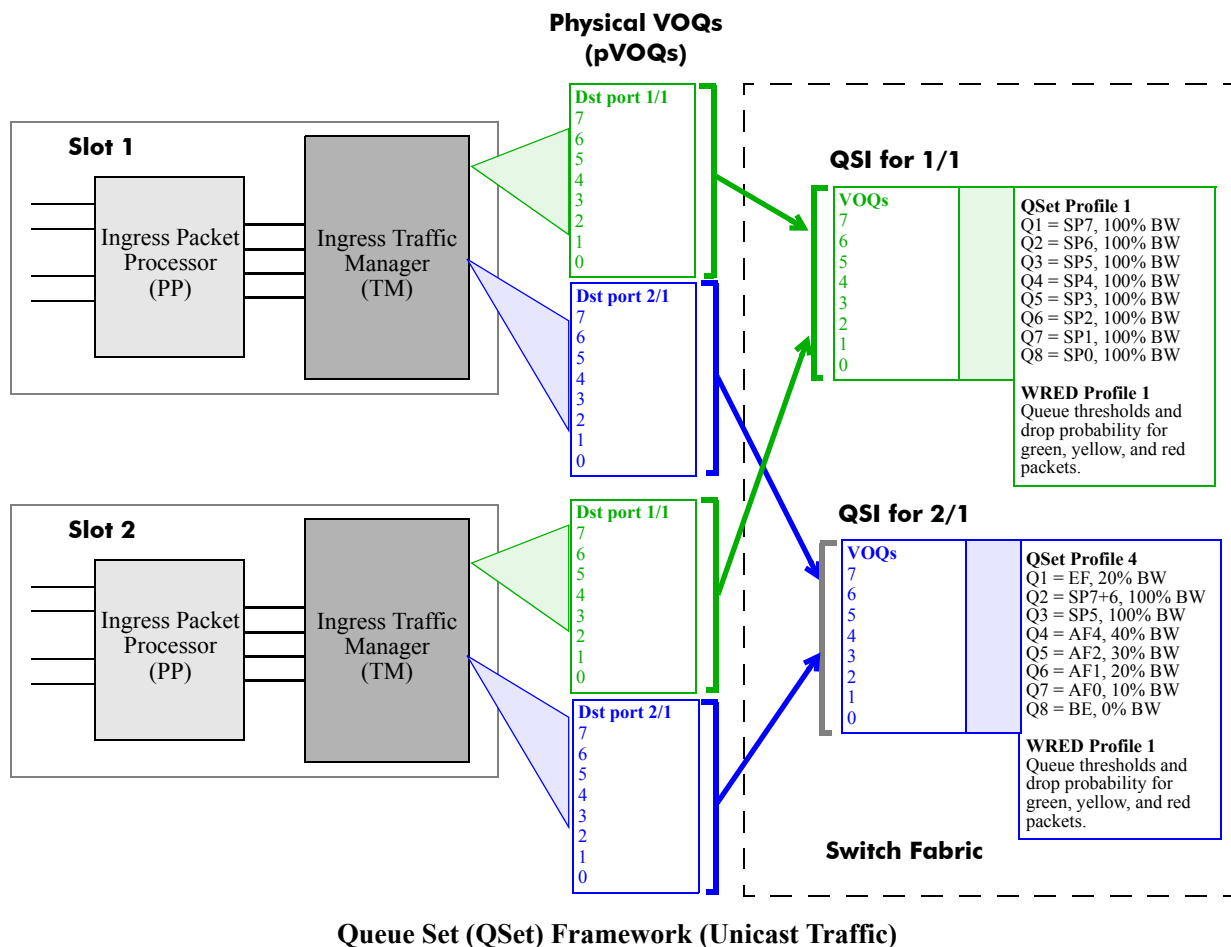 Physical VOQs
(pVOQs)
Slot 1
Ingress Packet
Processor
(PP)
Ingress Traffic
Manager
(TM)
Dst port 1/1
7
6
5
4
3
2
1
0
Dst port 2/1
7
6
5
4
3
2
1
0
Slot 2
Ingress Packet
Processor
(PP)
Ingress Traffic
Manager
(TM)
Dst port 1/1
7
6
5
4
3
2
1
0
Dst port 2/1
7
6
5
4
3
2
1
0
QSI for 1/1
VOQs
7
6
5
4
3
2
1
0
QSet Profile 1
Q1 = SP7, 100% BW
Q2 = SP6, 100% BW
Q3 = SP5, 100% BW
Q4 = SP4, 100% BW
Q5 = SP3, 100% BW
Q6 = SP2, 100% BW
Q7 = SP1, 100% BW
Q8 = SP0, 100% BW
WRED Profile 1
Queue thresholds and
drop probability for
green, yellow, and red
packets.
QSI for 2/1
VOQs
7
6
5
4
3
2
1
0
QSet Profile 4
Q1 = EF, 20% BW
Q2 = SP7+6, 100% BW
Q3 = SP5, 100% BW
Q4 = AF4, 40% BW
Q5 = AF2, 30% BW
Q6 = AF1, 20% BW
Q7 = AF0, 10% BW
Q8 = BE, 0% BW
WRED Profile 1
Queue thresholds and
drop probability for
green, yellow, and red
packets.
Switch Fabric
Queue Set (QSet) Framework (Unicast Traffic)